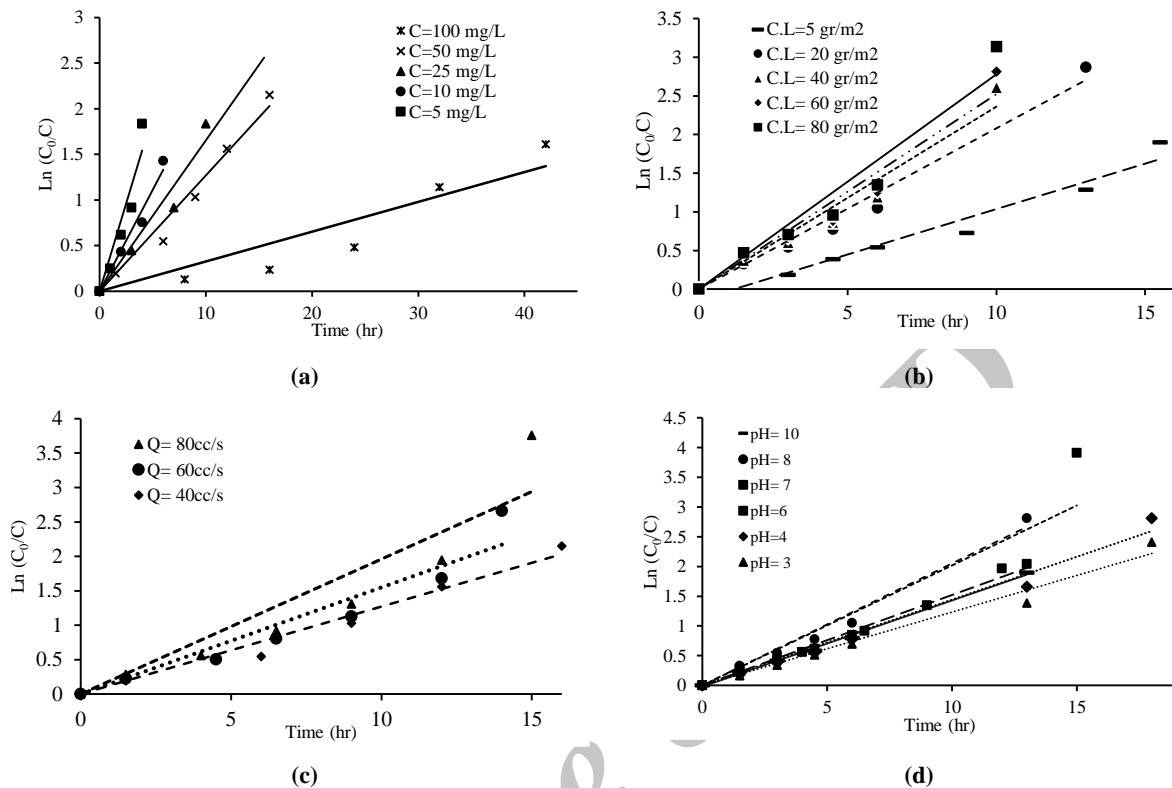 3
2.5
2
1.5
1
0.5
0
0
10
20
30
40
Ln (C0/C)
Time (hr)
C=100 mg/L
C=50 mg/L
C=25 mg/L
C=10 mg/L
C=5 mg/L
(a)
3.5
3
2.5
2
1.5
1
0.5
0
0
5
10
15
Ln (C0/C)
Time (hr)
C.L=5 gr/m2
C.L= 20 gr/m2
C.L= 40 gr/m2
C.L= 60 gr/m2
C.L= 80 gr/m2
(b)
4
3.5
3
2.5
2
1.5
1
0.5
0
0
5
10
15
Ln (C0/C)
Time (hr)
Q= 80cc/s
Q= 60cc/s
Q= 40cc/s
(c)
4.5
4
3.5
3
2.5
2
1.5
1
0.5
0
0
5
10
15
Ln (C0/C)
Time (hr)
pH= 10
pH= 8
pH= 7
pH=6
pH=4
pH= 3
(d)